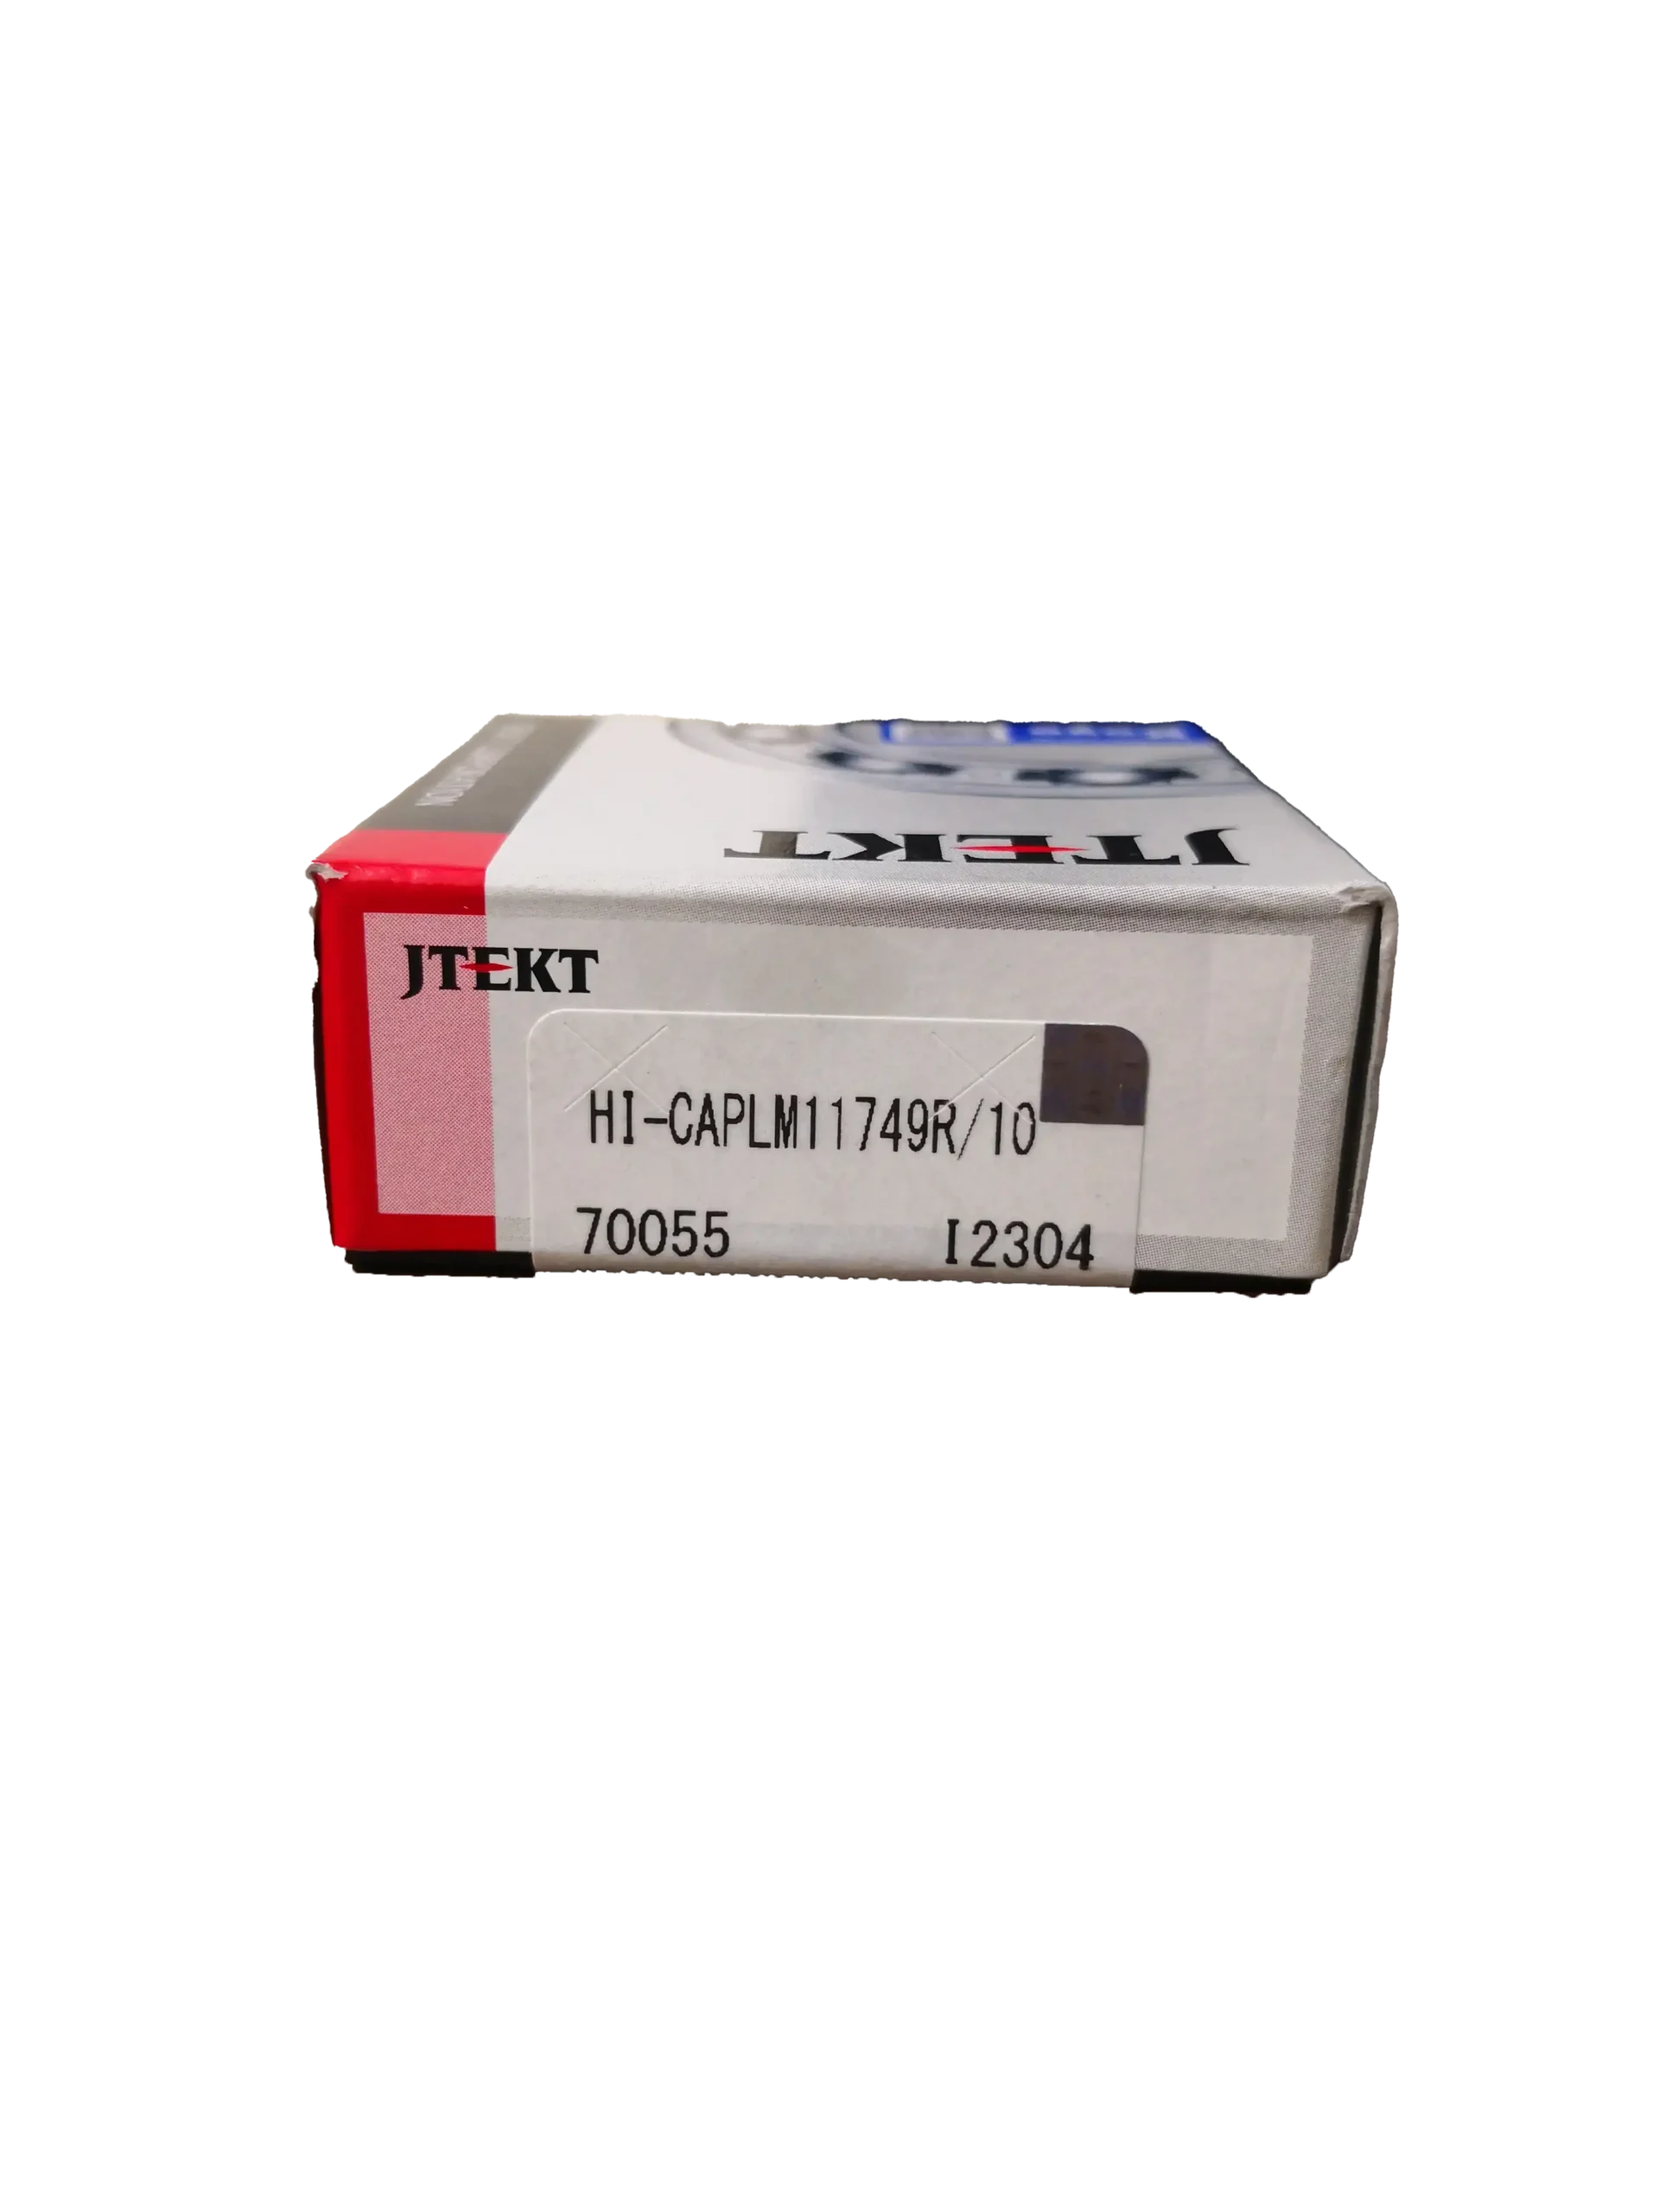 JTEKT
JTEKT
HI-CAPLM11749R/10
70055 I2304